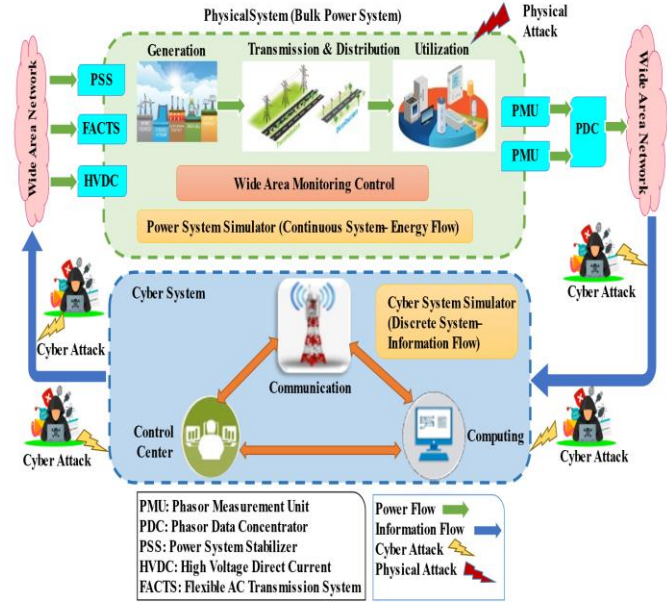 PhysicalSystem (Bulk Power System)
Physical
Attack
Generation
Transmission & Distribution
Utilization
Wide Area Network
PSS
FACTS
HVDC
PMU
PMU
PDC
Wide Area Network
Wide Area Monitoring Control
Power System Simulator (Continuous System- Energy Flow)
Cyber System
Cyber System Simulator
(Discrete System-
Information Flow)
Communication
Control
Center
Computing
Cyber Attack
Cyber Attack
Cyber Attack
Cyber Attack
PMU: Phasor Measurement Unit
PDC: Phasor Data Concentrator
PSS: Power System Stabilizer
HVDC: High Voltage Direct Current
FACTS: Flexible AC Transmission System
Power Flow
Information Flow
Cyber Attack
Physical Attack